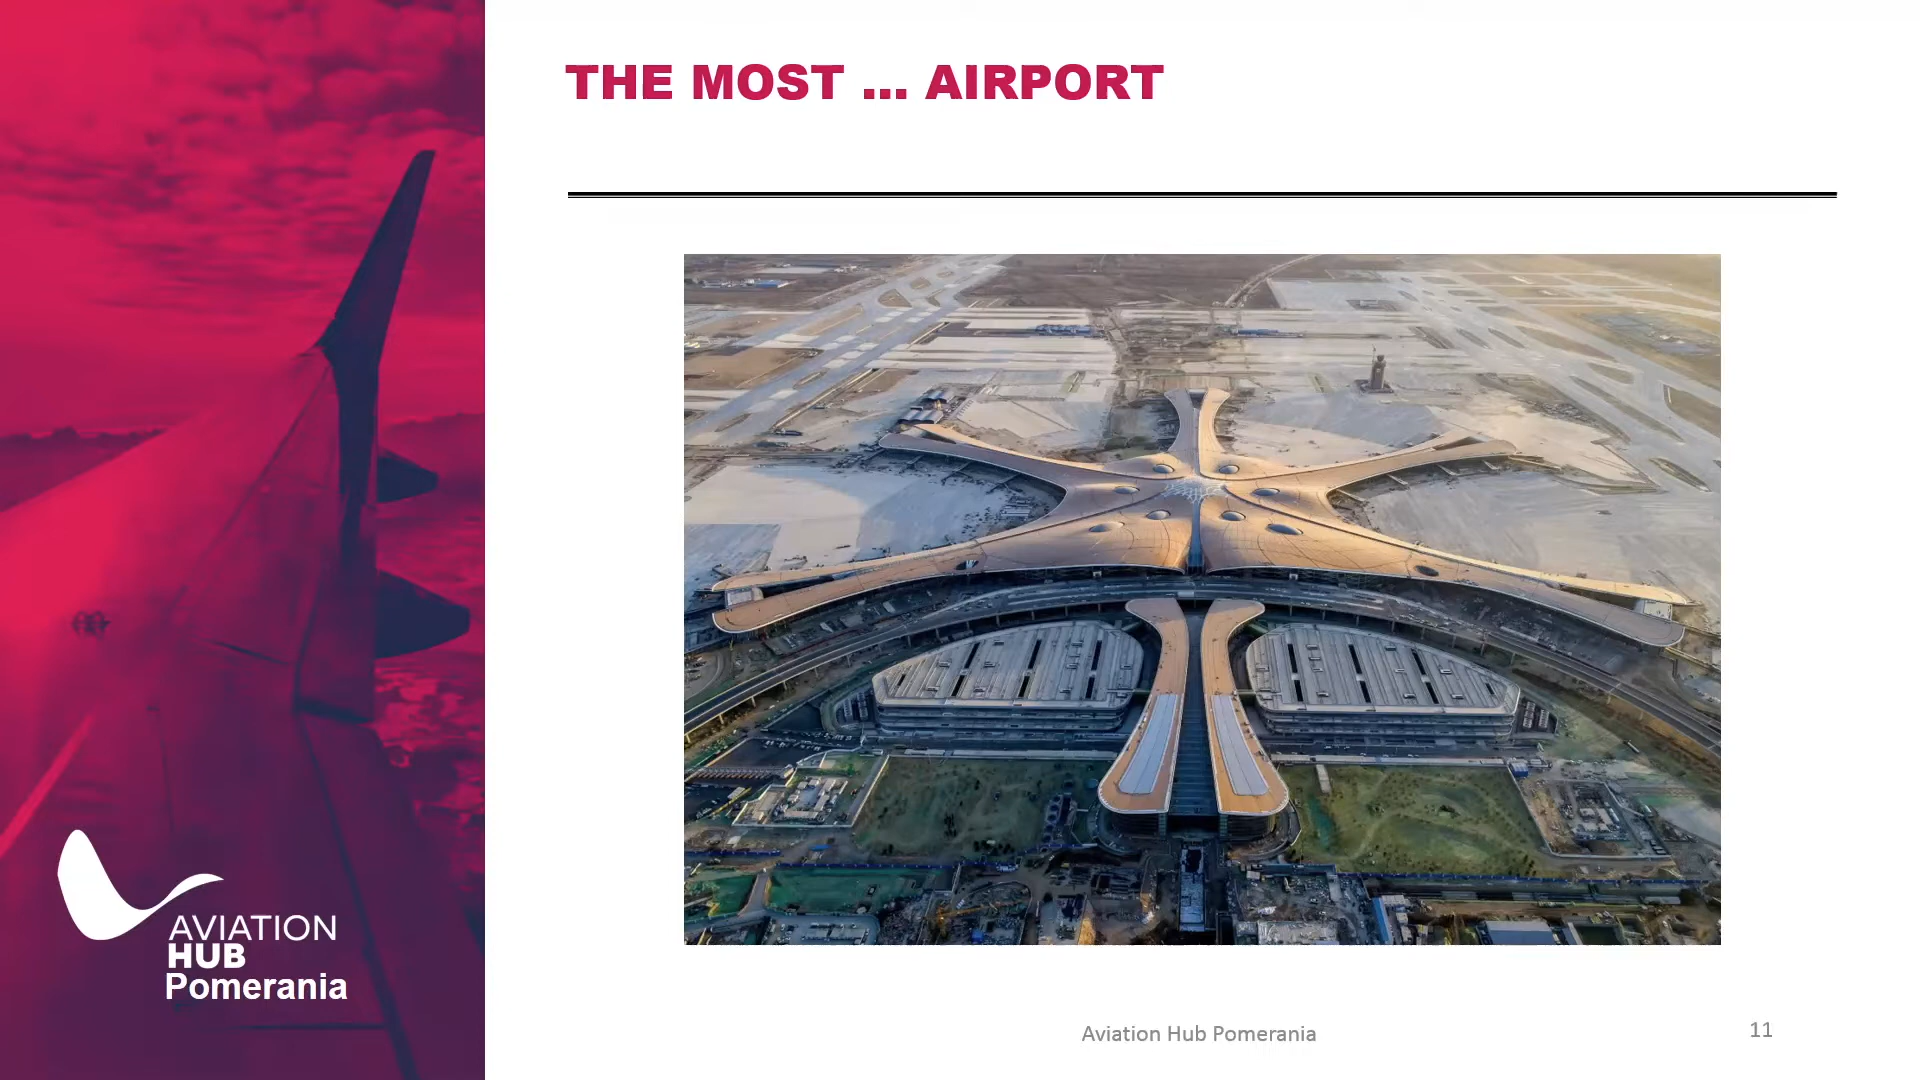 THE MOST ... AIRPORT
AVIATION
HUB
Pomerania
Aviation Hub Pomerania
11